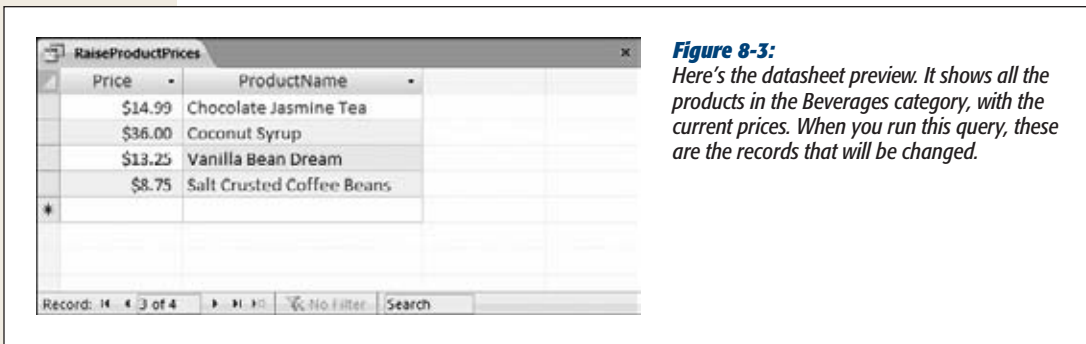 RaiseProductPrices
Price ProductName
$14.99 Chocolate Jasmine Tea
$36.00 Coconut Syrup
$13.25 Vanilla Bean Dream
$8.75 Salt Crusted Coffee Beans
Record: 3 of 4 No Filter Search
Figure 8-3:
Here's the datasheet preview. It shows all the
products in the Beverages category, with the
current prices. When you run this query, these
are the records that will be changed.